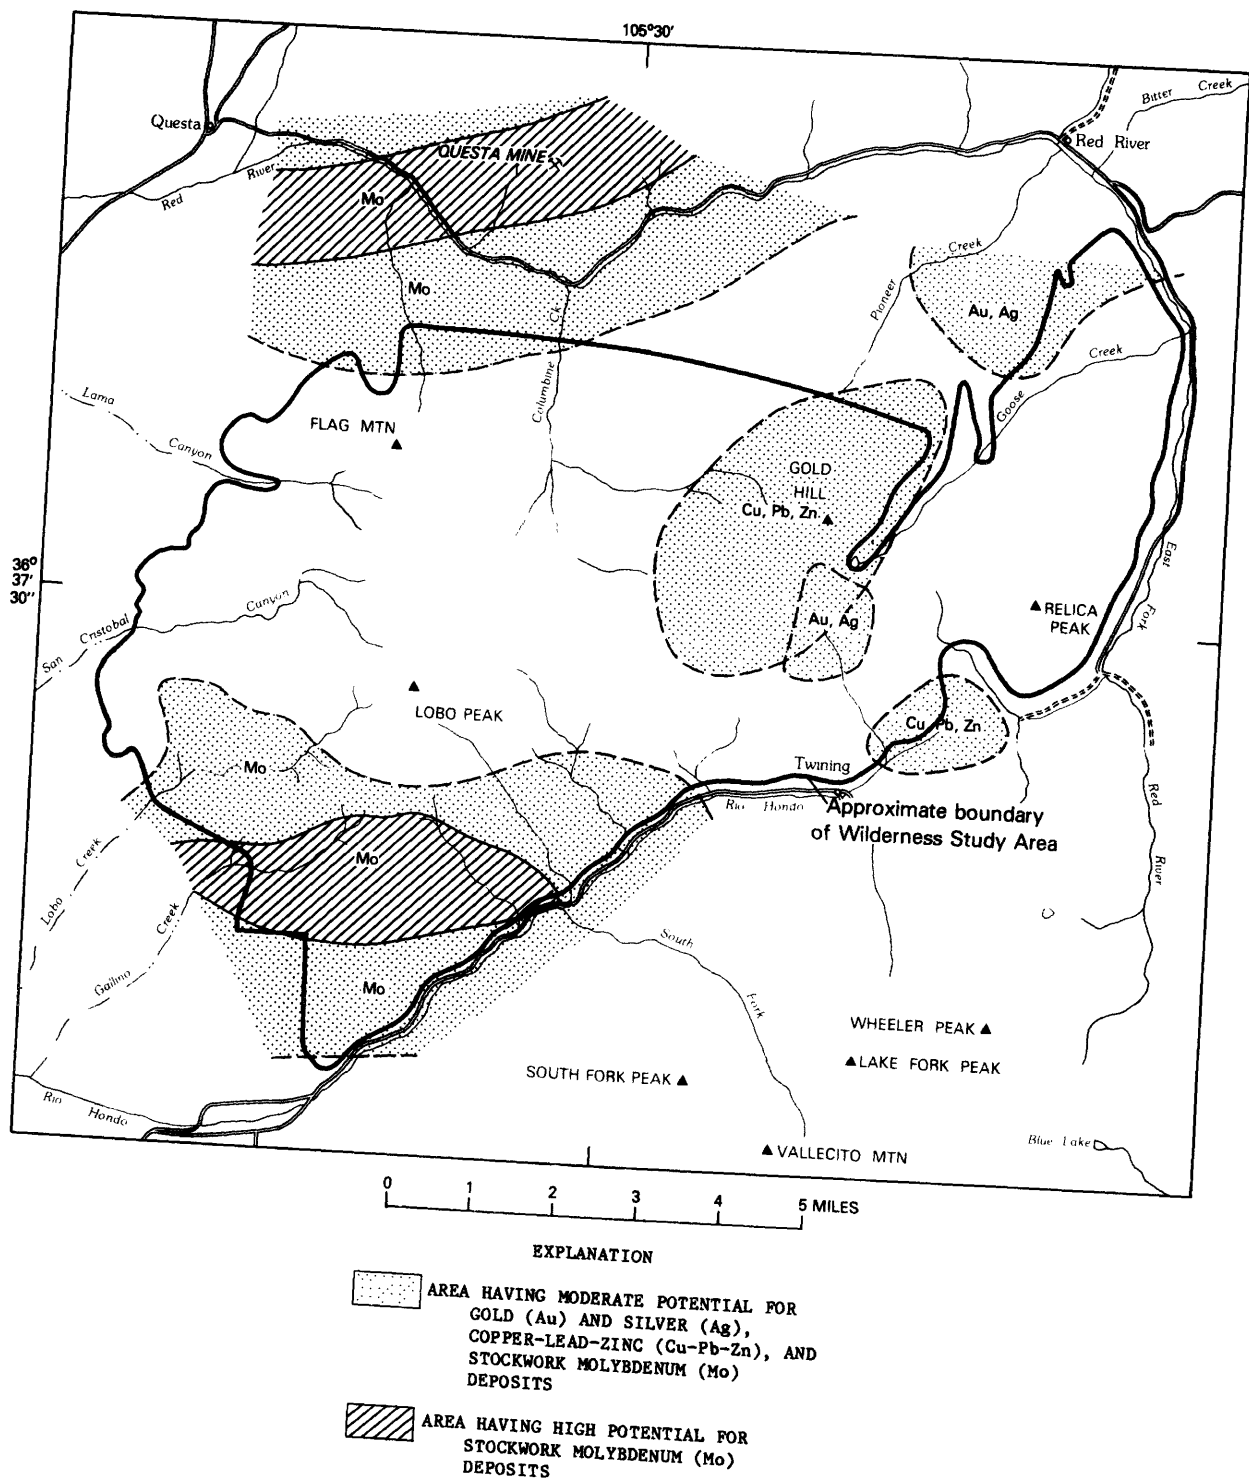 105°30'
Bitter Creek
Questa
Red River
QUESTA MINE
Red River
Mo
Creek
Pioneer
Mo
Au, Ag
Ck
Columbine
Creek
Goose
Lama
Canyon
FLAG MTN
GOLD
HILL
Cu, Pb, Zn
36°
37'
30"
East
Fork
RELICA
PEAK
San Cristobal Canyon
Au, Ag
LOBO PEAK
Cu, Pb, Zn
Mo
Twining
Rio Hondo
Approximate boundary
of Wilderness Study Area
Red
River
Mo
Lobo Creek
Gallino Creek
South
Fork
Mo
WHEELER PEAK
LAKE FORK PEAK
SOUTH FORK PEAK
Rio Hondo
Blue Lake
VALLECITO MTN
0 1 2 3 4 5 MILES
EXPLANATION
AREA HAVING MODERATE POTENTIAL FOR
GOLD (Au) AND SILVER (Ag),
COPPER-LEAD-ZINC (Cu-Pb-Zn), AND
STOCKWORK MOLYBDENUM (Mo)
DEPOSITS
AREA HAVING HIGH POTENTIAL FOR
STOCKWORK MOLYBDENUM (Mo)
DEPOSITS